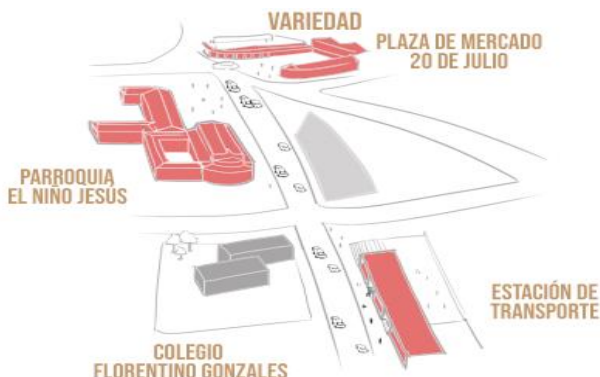 VARIEDAD
PLAZA DE MERCADO
20 DE JULIO
PARROQUIA
EL NIÑO JESÚS
ESTACIÓN DE
TRANSPORTE
COLEGIO
FLORENTINO GONZALES